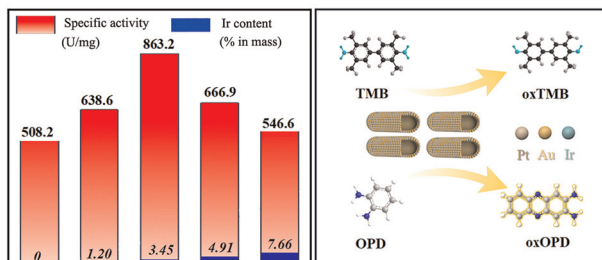 Specific activity
(U/mg)
Ir content
(% in mass)
508.2
638.6
863.2
666.9
546.6
0
1.20
3.45
4.91
7.66
TMB
oxTMB
Pt Au Ir
OPD
oxOPD